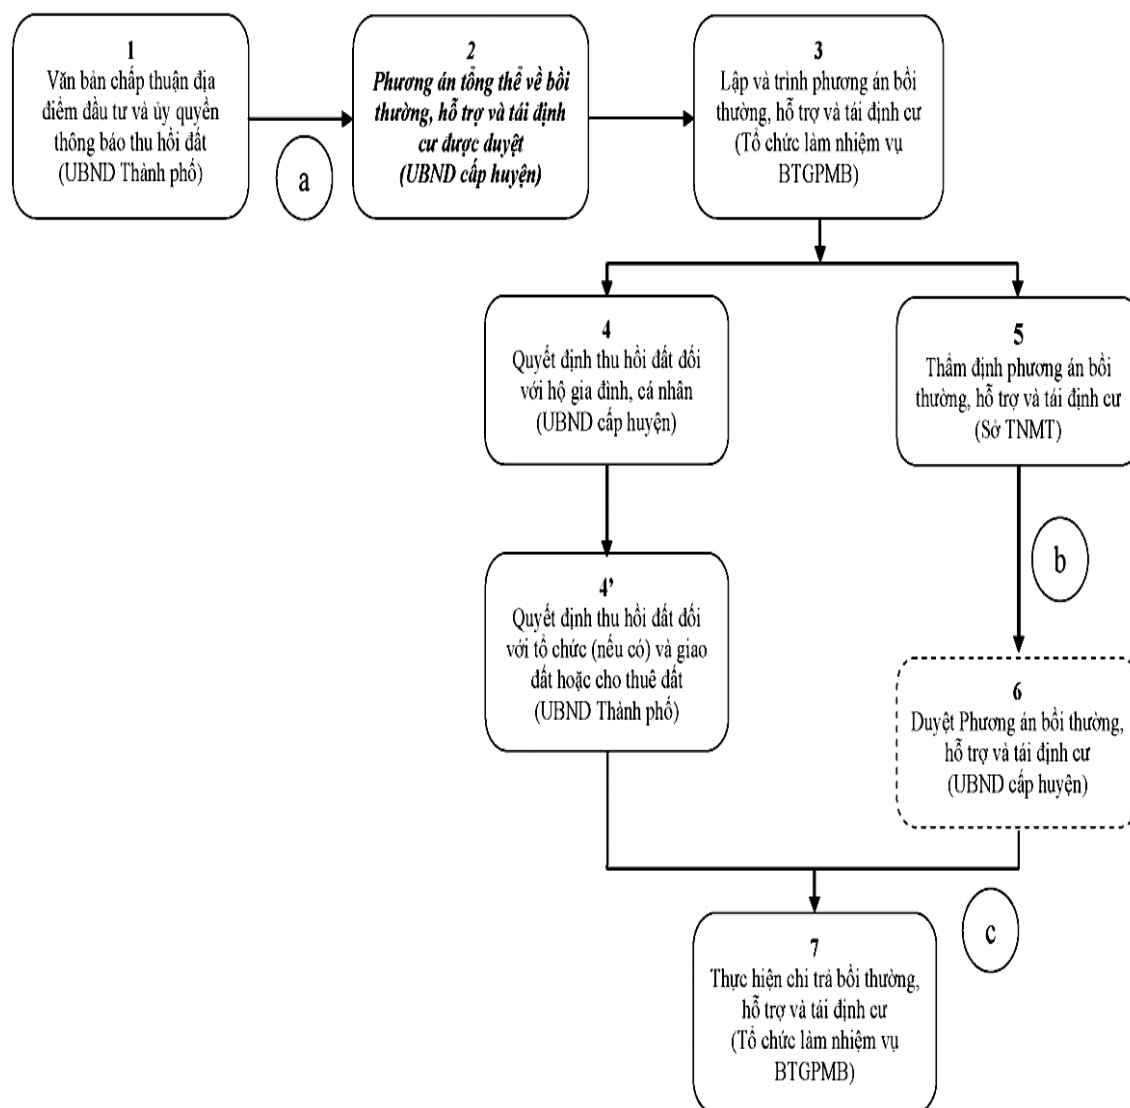 1
Văn bản chấp thuận địa
điểm đầu tư và ủy quyền
thông báo thu hồi đất
(UBND Thành phố)
a
2
Phương án tổng thể về bồi
thường, hỗ trợ và tái định
cư được duyệt
(UBND cấp huyện)
3
Lập và trình phương án bồi
thường, hỗ trợ và tái định cư
(Tổ chức làm nhiệm vụ
BTGPMB)
4
Quyết định thu hồi đất đối
với hộ gia đình, cá nhân
(UBND cấp huyện)
5
Thẩm định phương án bồi
thường, hỗ trợ và tái định cư
(Sở TNMT)
b
4’
Quyết định thu hồi đất đối
với tổ chức (nếu có) và giao
đất hoặc cho thuê đất
(UBND Thành phố)
6
Duyệt Phương án bồi thường,
hỗ trợ và tái định cư
(UBND cấp huyện)
c
7
Thực hiện chi trả bồi thường,
hỗ trợ và tái định cư
(Tổ chức làm nhiệm vụ
BTGPMB)